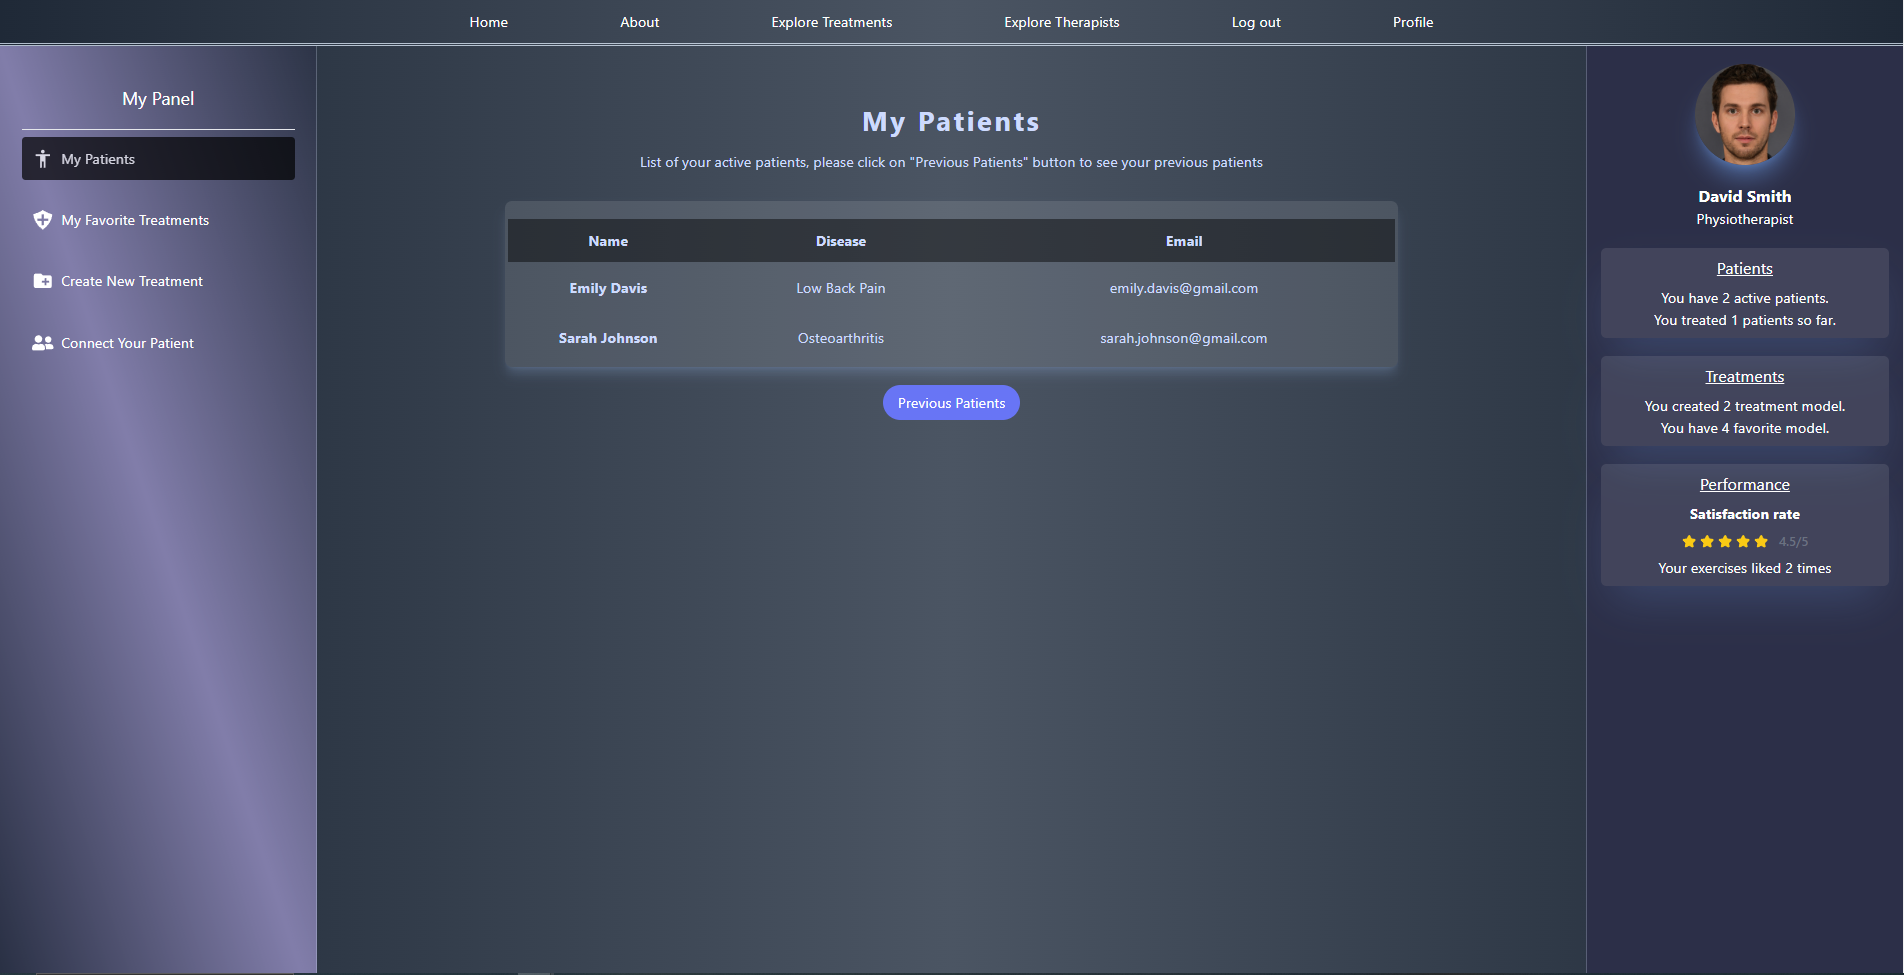 Home About Explore Treatments Explore Therapists Log out Profile
My Panel
My Patients
My Favorite Treatments
Create New Treatment
Connect Your Patient
My Patients
List of your active patients, please click on "Previous Patients" button to see your previous patients
Name Disease Email
Emily Davis Low Back Pain emily.davis@gmail.com
Sarah Johnson Osteoarthritis sarah.johnson@gmail.com
Previous Patients
David Smith
Physiotherapist
Patients
You have 2 active patients.
You treated 1 patients so far.
Treatments
You created 2 treatment model.
You have 4 favorite model.
Performance
Satisfaction rate
4.5/5
Your exercises liked 2 times